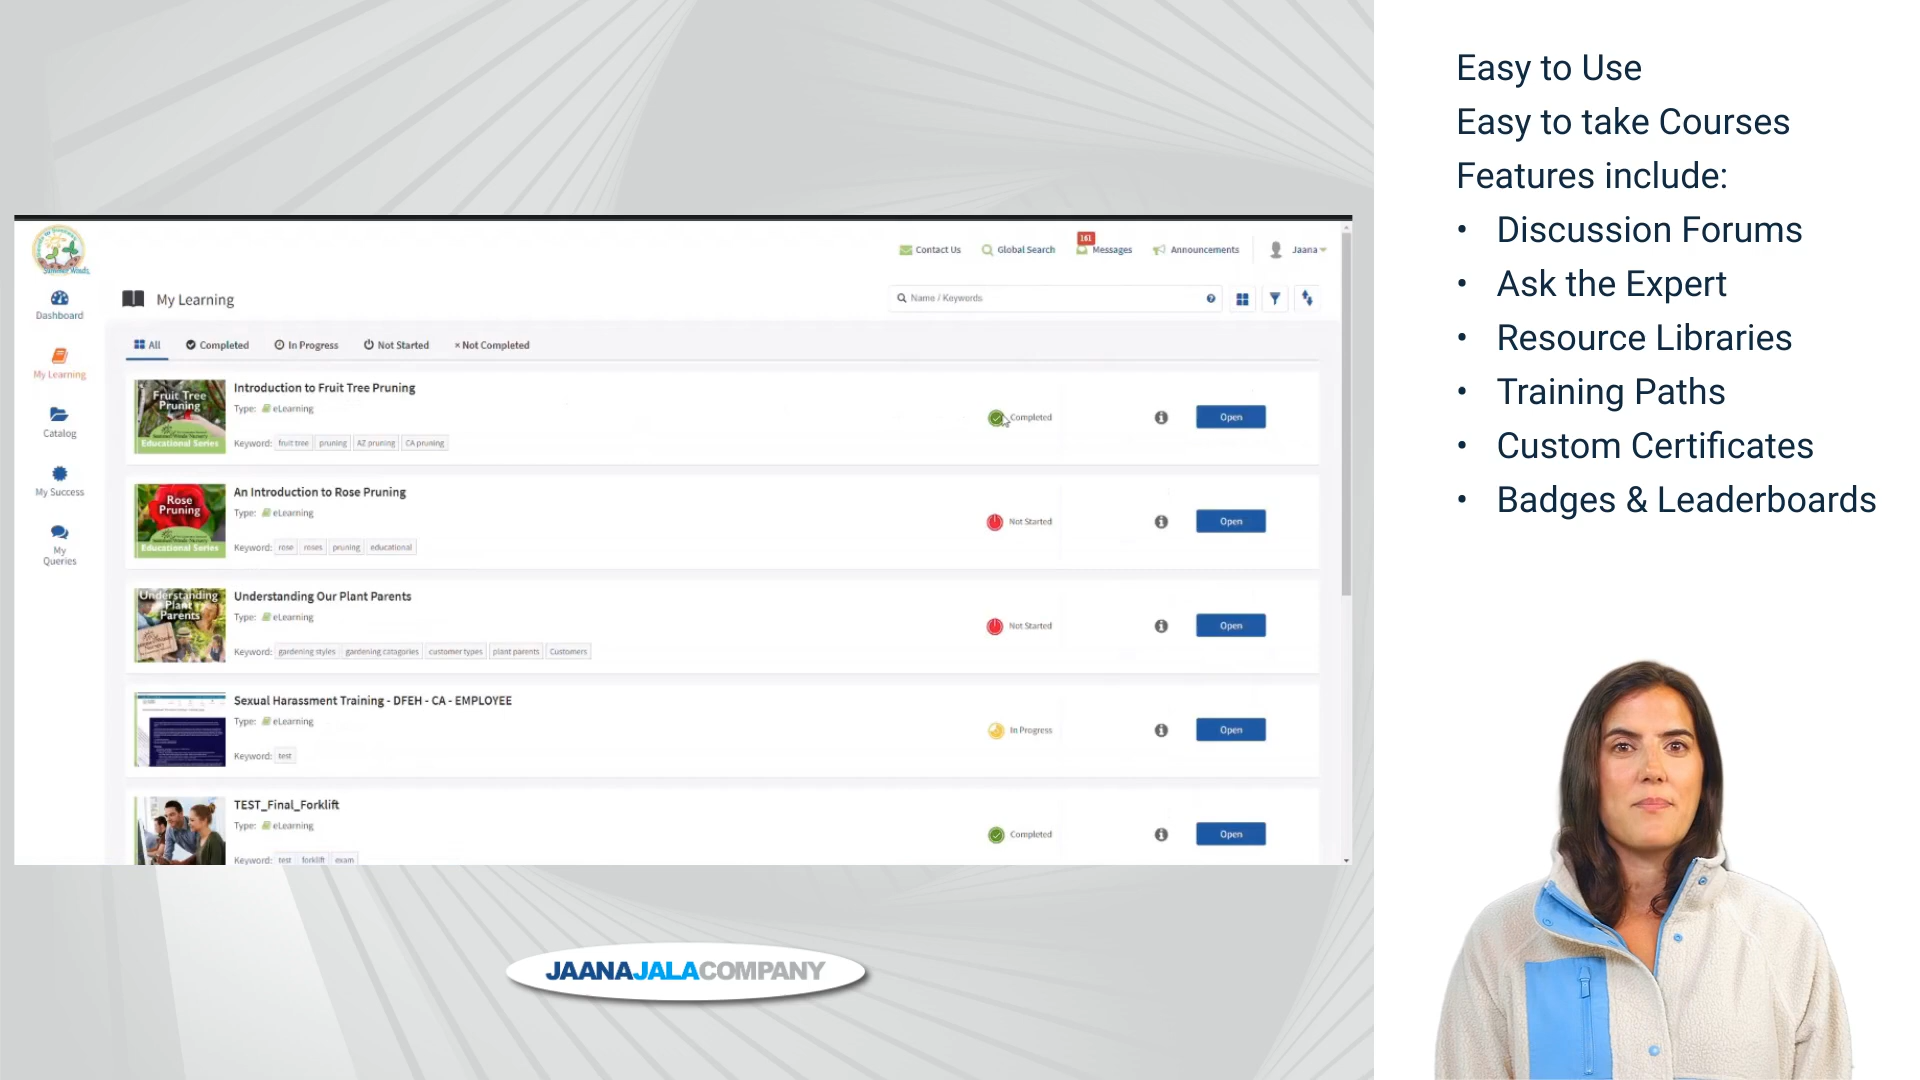 Easy to Use
Easy to take Courses
Features include:
• Discussion Forums
• Ask the Expert
• Resource Libraries
• Training Paths
• Custom Certificates
• Badges & Leaderboards
Summer Woods
Contact Us
Global Search
161
Messages
Announcements
Jaana
Dashboard
My Learning
Catalog
My Success
My
Queries
My Learning
Name / Keywords
All
Completed
In Progress
Not Started
× Not Completed
Fruit Tree
Pruning
Educational Series
Introduction to Fruit Tree Pruning
Type: eLearning
Keyword: fruit tree pruning AZ pruning CA pruning
Completed
Open
Rose
Pruning
Educational Series
An Introduction to Rose Pruning
Type: eLearning
Keyword: rose roses pruning educational
Not Started
Open
Understanding
Plant
Parents
Understanding Our Plant Parents
Type: eLearning
Keyword: gardening styles gardening catagories customer types plant parents Customers
Not Started
Open
Sexual Harassment Training - DFEH - CA - EMPLOYEE
Type: eLearning
Keyword: test
In Progress
Open
TEST_Final_Forklift
Type: eLearning
Keyword: test forklift exam
Completed
Open
JAANAJALACOMPANY